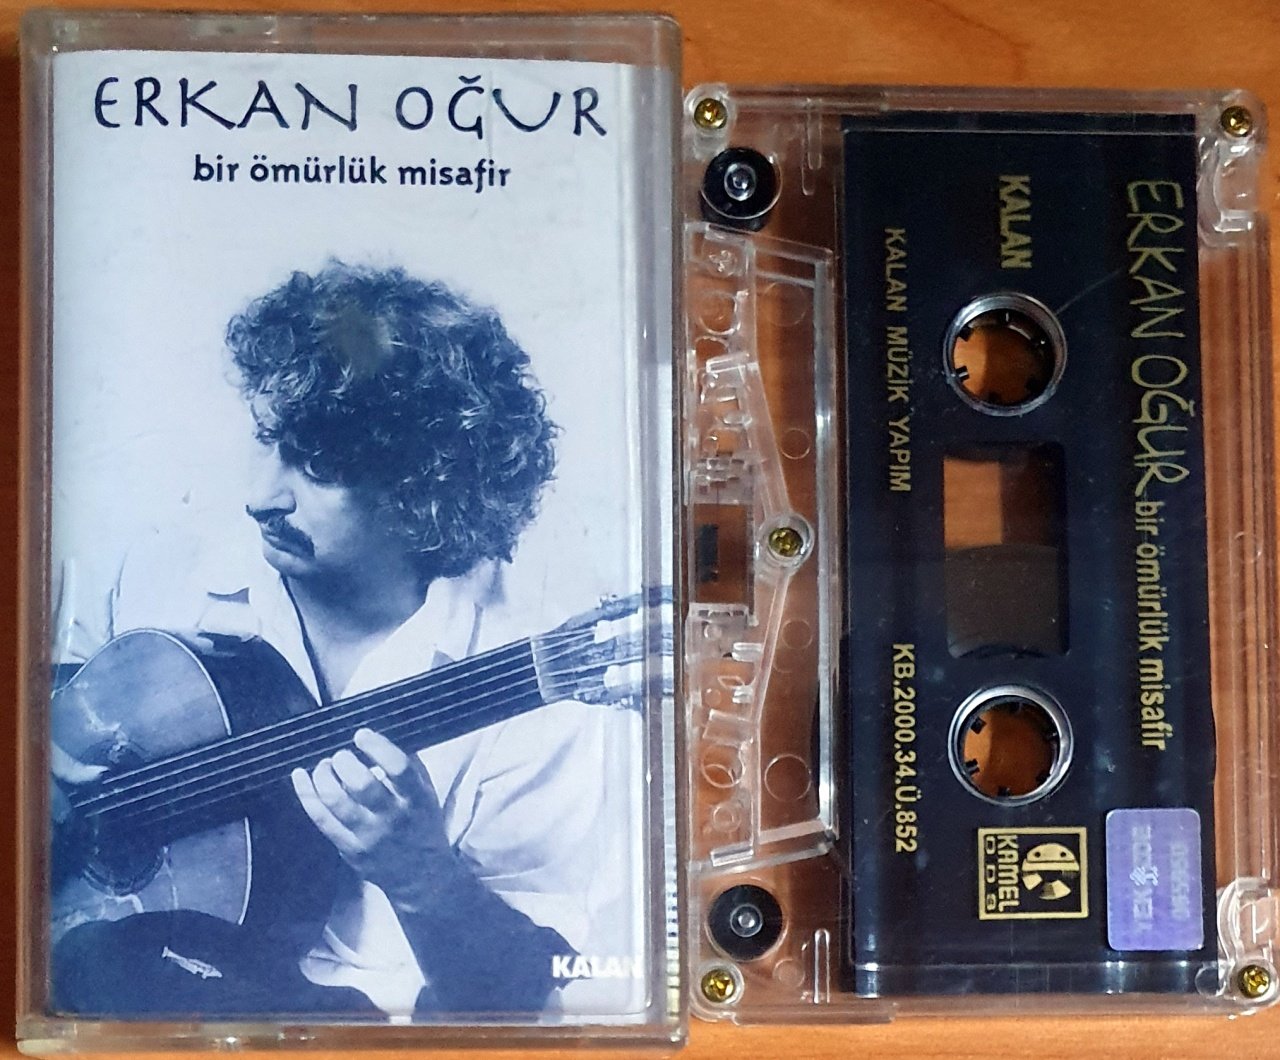 ERKAN OĞUR
bir ömürlük misafir
KALAN
ERKAN OĞUR bir ömürlük misafir
KALAN
KALAN MÜZİK YAPIM
KB.2000.34.Ü.852
KAMEL